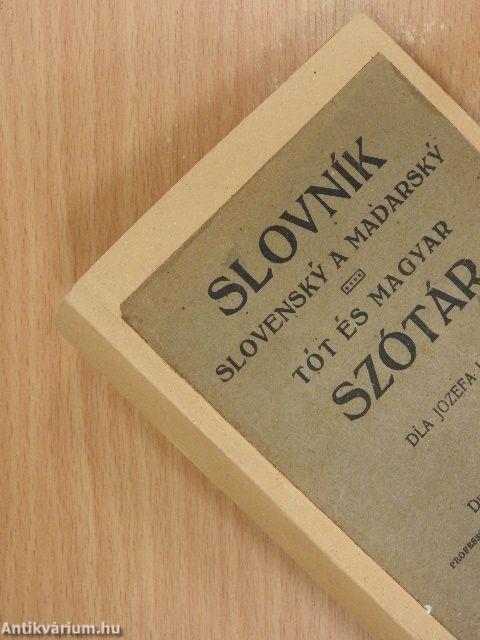 SLOVNÍK
SLOVENSKÝ A MAĎARSKÝ
TÓT ÉS MAGYAR
SZÓTÁR
DĽA JOZEFA
Antikvárium.hu